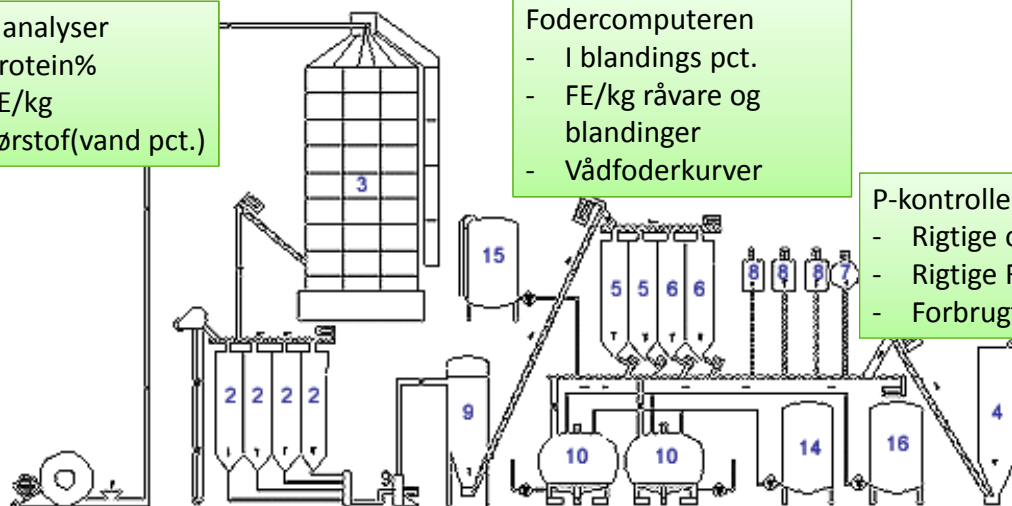 analyser
rotein%
E/kg
ørstof(vand pct.)
Fodercomputeren
- I blandings pct.
- FE/kg råvare og
blandinger
- Vådfoderkurver
P-kontrolle
- Rigtige
- Rigtige
- Forbrug
3
15
5 5 6 6
8 8 8 7
2 2 2 2
9
9
10
10
14
16
4